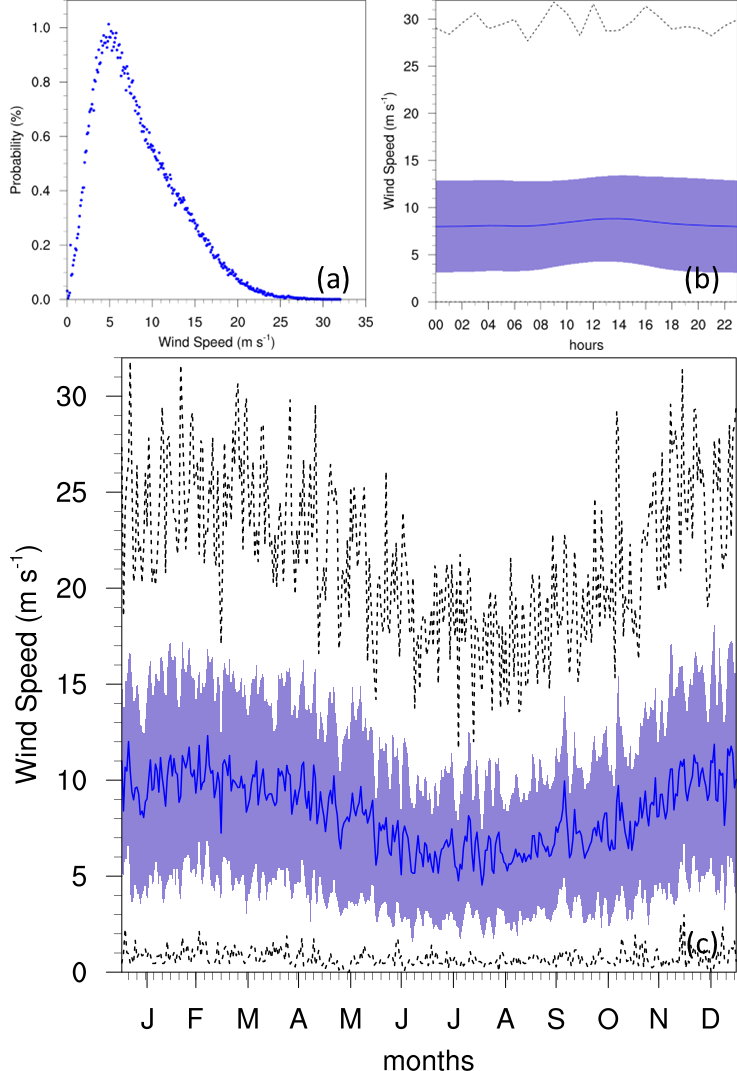 1.0
0.8
0.6
0.4
0.2
0.0
Probability (%)
0 5 10 15 20 25 30 35
Wind Speed (m s-1)
(a)
30
25
20
15
10
5
0
Wind Speed (m s-1)
00 02 04 06 08 10 12 14 16 18 20 22
hours
(b)
30
25
20
15
10
5
0
Wind Speed (m s-1)
(c)
J F M A M J J A S O N D
months